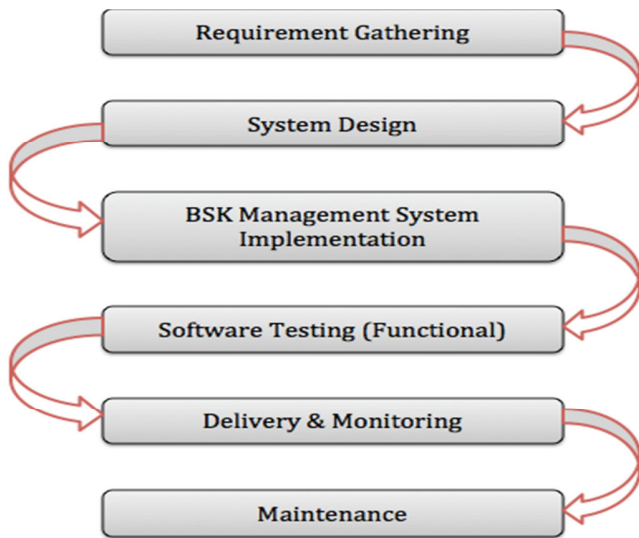 Requirement Gathering
System Design
BSK Management System
Implementation
Software Testing (Functional)
Delivery & Monitoring
Maintenance